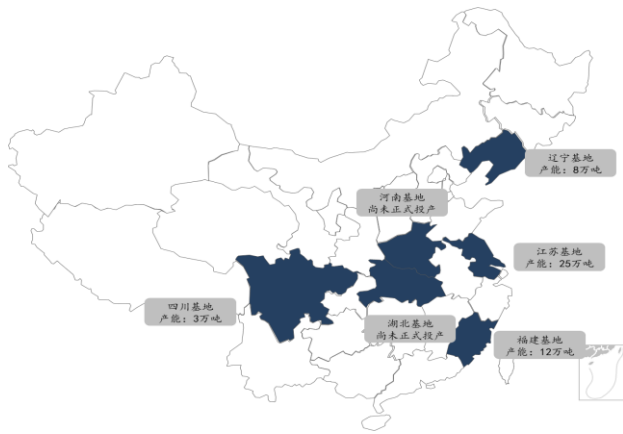 辽宁基地
产能：8万吨
河南基地
尚未正式投产
江苏基地
产能：25万吨
四川基地
产能：3万吨
湖北基地
尚未正式投产
福建基地
产能：12万吨